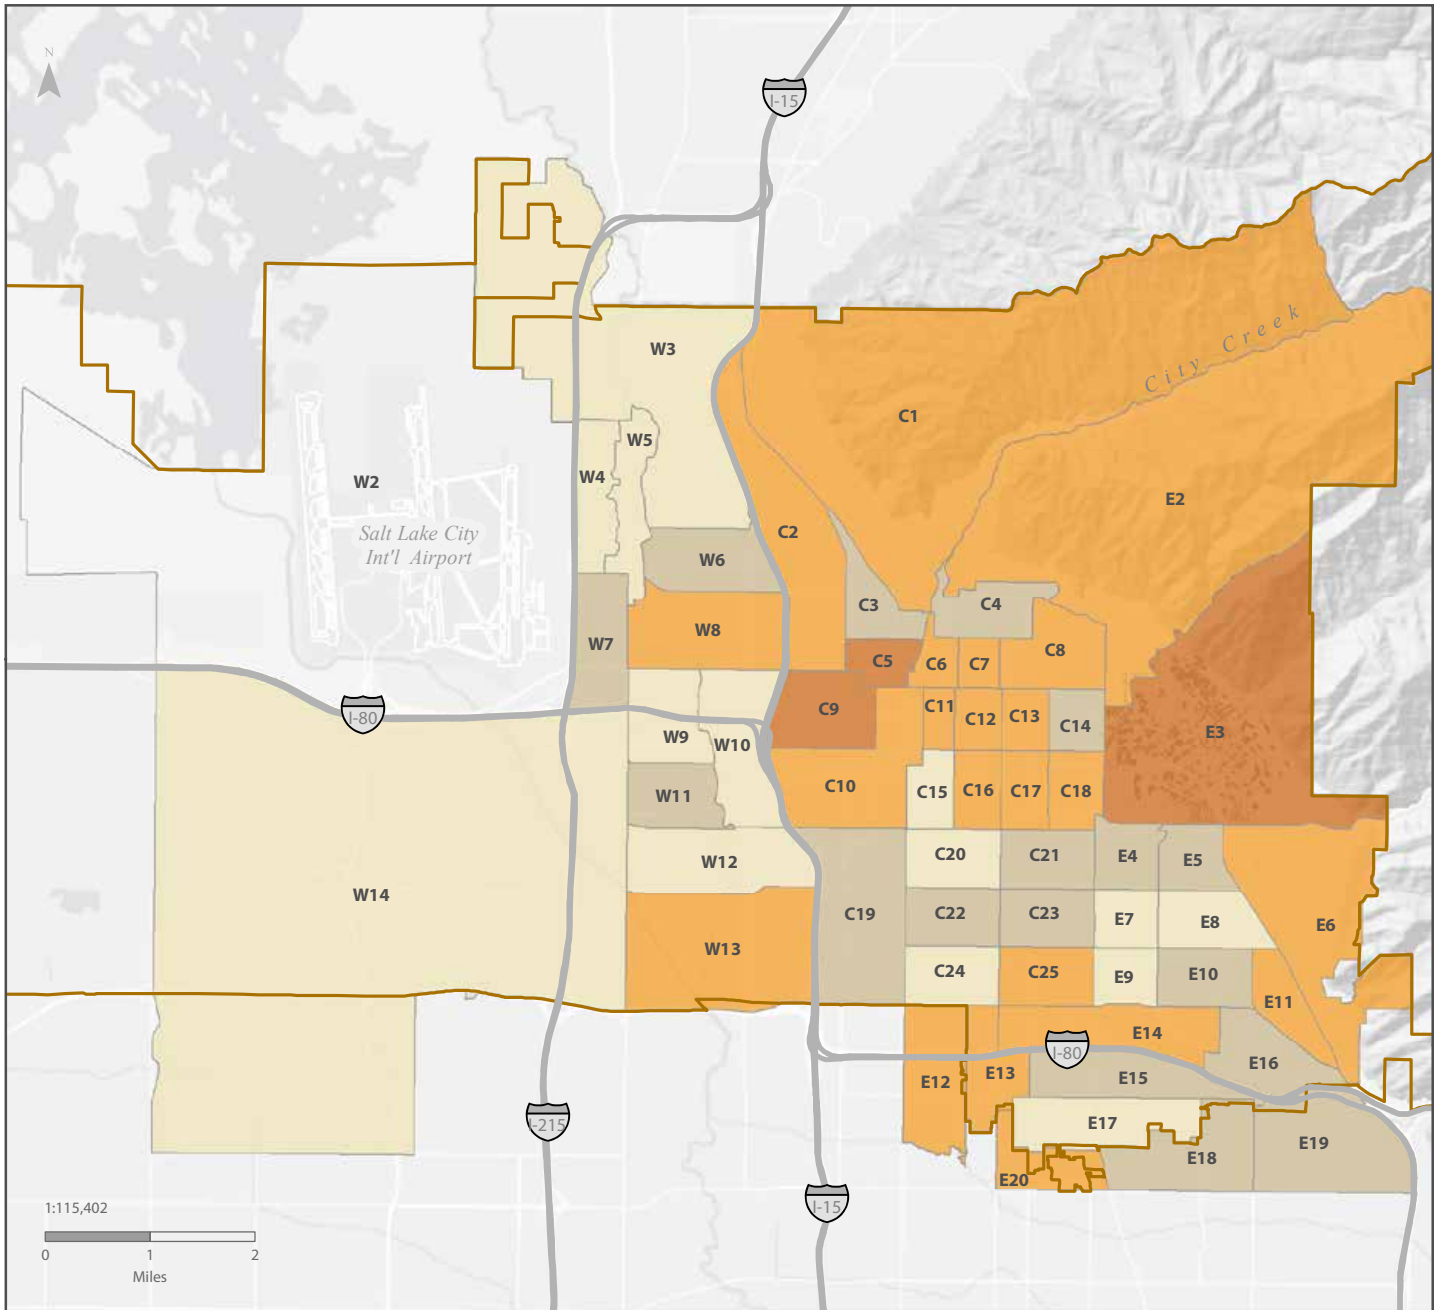 N
I-15
W3
City Creek
C1
W5
W4
W2
E2
Salt Lake City
Int'l Airport
C2
W6
C3
C4
W8
W7
C5
C6
C7
C8
I-80
C9
C11
C12
C13
C14
E3
W9
W10
C10
C15
C16
C17
C18
W11
W12
C20
C21
E4
E5
W14
C19
C22
C23
E7
E8
E6
W13
C24
C25
E9
E10
E11
E14
I-80
E12
E13
E15
E16
I-215
E17
E18
E19
E20
I-15
1:115,402
0 1 2
Miles